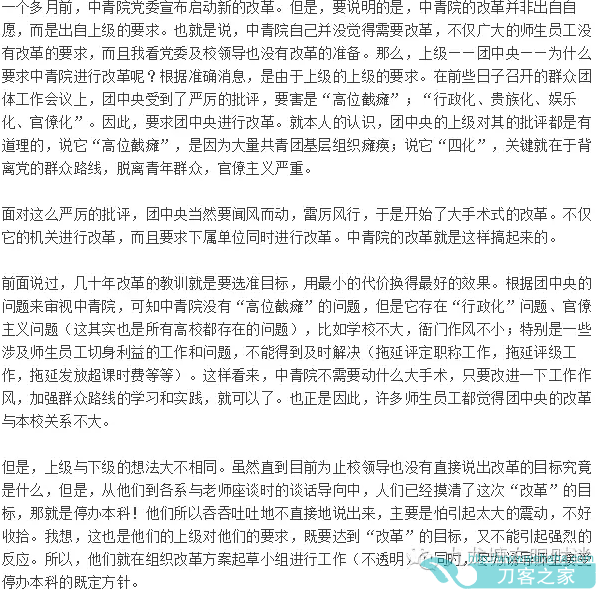 一个多月前，中青院党委宣布启动新的改革。但是，要说明的是，中青院的改革并非出自自
愿，而是出自上级的要求。也就是说，中青院自己并没觉得需要改革，不仅广大的师生员工没
有改革的要求，而且我看党委及校领导也没有改革的准备。那么，上级——团中央——为什么
要求中青院进行改革呢？根据准确消息，是由于上级的上级的要求。在前些日子召开的群众团
体工作会议上，团中央受到了严厉的批评，要害是“高位截瘫”；“行政化、贵族化、娱乐
化、官僚化”。因此，要求团中央进行改革。就本人的认识，团中央的上级对其的批评都是有
道理的，说它“高位截瘫”，是因为大量共青团基层组织瘫痪；说它“四化”，关键就在于背
离党的群众路线，脱离青年群众，官僚主义严重。
面对这么严厉的批评，团中央当然要闻风而动，雷厉风行，于是开始了大手术式的改革。不仅
它的机关进行改革，而且要求下属单位同时进行改革。中青院的改革就是这样搞起来的。
前面说过，几十年改革的教训就是要选准目标，用最小的代价换得最好的效果。根据团中央的
问题来审视中青院，可知中青院没有“高位截瘫”的问题，但是它存在“行政化”问题、官僚
主义问题（这其实也是所有高校都存在的问题），比如学校不大，衙门作风不小；特别是一些
涉及师生员工切身利益的工作和问题，不能得到及时解决（拖延评定职称工作，拖延评级工
作，拖延发放超课时费等等）。这样看来，中青院不需要动什么大手术，只要改进一下工作作
风，加强群众路线的学习和实践，就可以了。也正是因此，许多师生员工都觉得团中央的改革
与本校关系不大。
但是，上级与下级的想法大不相同。虽然直到目前为止校领导也没有直接说出改革的目标究竟
是什么，但是，从他们到各系与老师座谈时的谈话导向中，人们已经摸清了这次“改革”的目
标，那就是停办本科！他们所以吞吞吐吐地不直接地说出来，主要是怕引起太大的震动，不好
收拾。我想，这也是他们的上级对他们的要求，既要达到“改革”的目标，又不能引起强烈的
反应。所以，他们就在组织改革方案起草小组进行工作（不透明）的同时，
停办本科的既定方针。
刀客之家